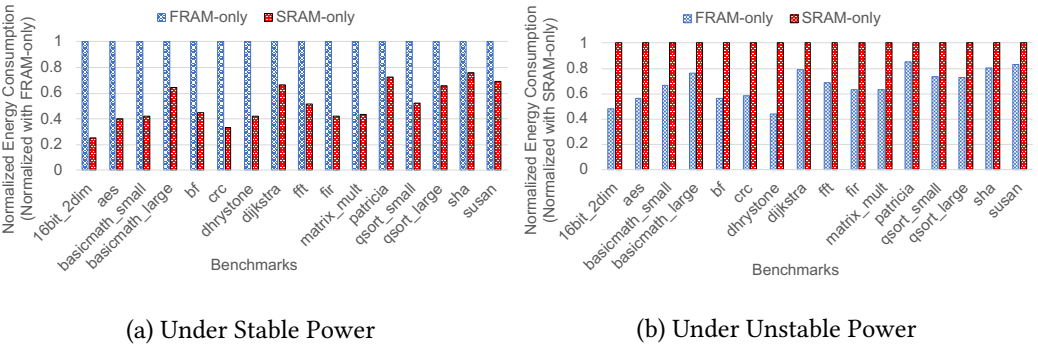 FRAM-only SRAM-only
Normalized Energy Consumption
(Normalized with FRAM-only)
1
0.8
0.6
0.4
0.2
0
16bit_2dim
aes
basicmath_small
basicmath_large
bf
crc
dhrystone
dijkstra
fft
fir
matrix_mult
patricia
qsort_small
qsort_large
sha
susan
Benchmarks
(a) Under Stable Power
FRAM-only SRAM-only
Normalized Energy Consumption
(Normalized with SRAM-only)
1
0.8
0.6
0.4
0.2
0
16bit_2dim
aes
basicmath_small
basicmath_large
bf
crc
dhrystone
dijkstra
fft
fir
matrix_mult
patricia
qsort_small
qsort_large
sha
susan
Benchmarks
(b) Under Unstable Power